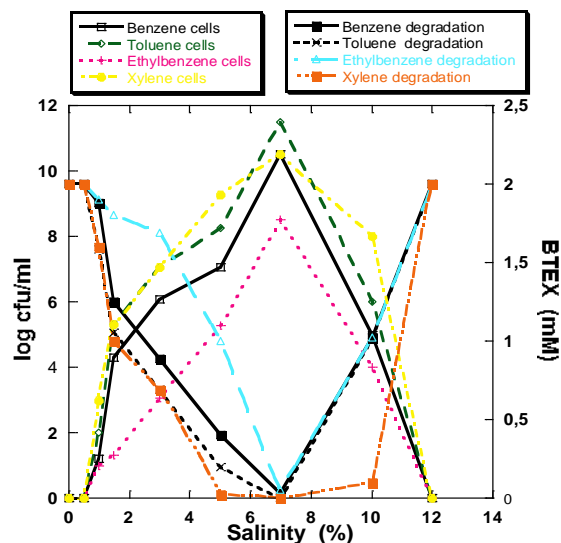 Benzene cells
Toluene cells
Ethylbenzene cells
Xylene cells
Benzene degradation
Toluene degradation
Ethylbenzene degradation
Xylene degradation
12
10
8
6
4
2
0
log cfu/ml
2,5
2
1,5
1
0,5
0
BTEX (mM)
0 2 4 6 8 10 12 14
Salinity (%)